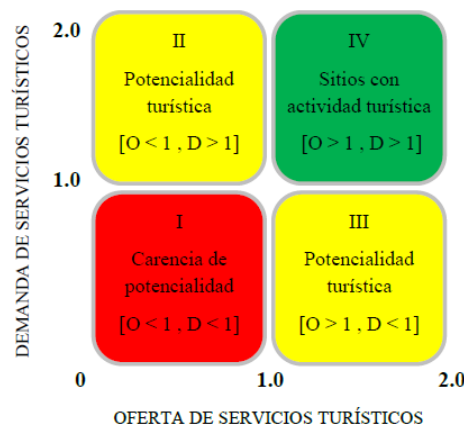 DEMANDA DE SERVICIOS TURÍSTICOS
2.0
II
Potencialidad
turística
[O < 1 , D > 1]
IV
Sitios con
actividad turística
[O > 1 , D > 1]
1.0
I
Carencia de
potencialidad
[O < 1 , D < 1]
III
Potencialidad
turística
[O > 1 , D < 1]
0
1.0
2.0
OFERTA DE SERVICIOS TURÍSTICOS